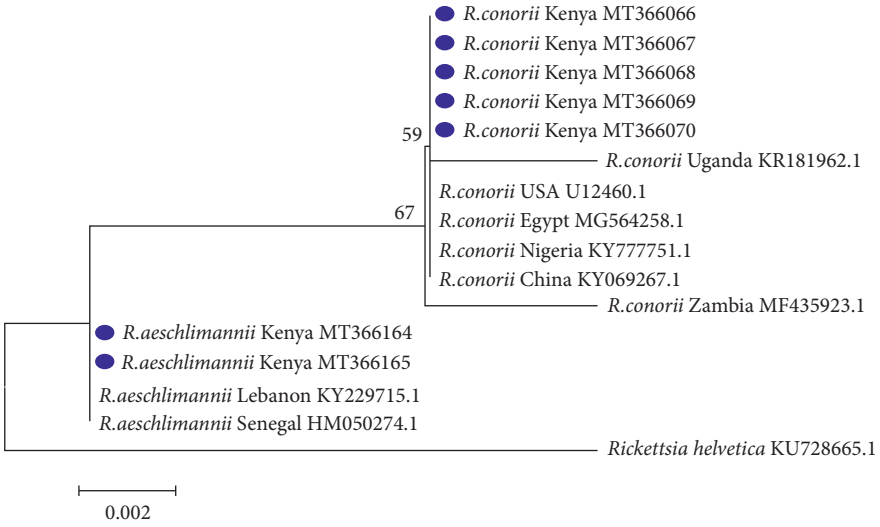 R.conorii Kenya MT366066
R.conorii Kenya MT366067
R.conorii Kenya MT366068
R.conorii Kenya MT366069
R.conorii Kenya MT366070
59
R.conorii Uganda KR181962.1
R.conorii USA U12460.1
67
R.conorii Egypt MG564258.1
R.conorii Nigeria KY777751.1
R.conorii China KY069267.1
R.conorii Zambia MF435923.1
R.aeschlimannii Kenya MT366164
R.aeschlimannii Kenya MT366165
R.aeschlimannii Lebanon KY229715.1
R.aeschlimannii Senegal HM050274.1
Rickettsia helvetica KU728665.1
0.002